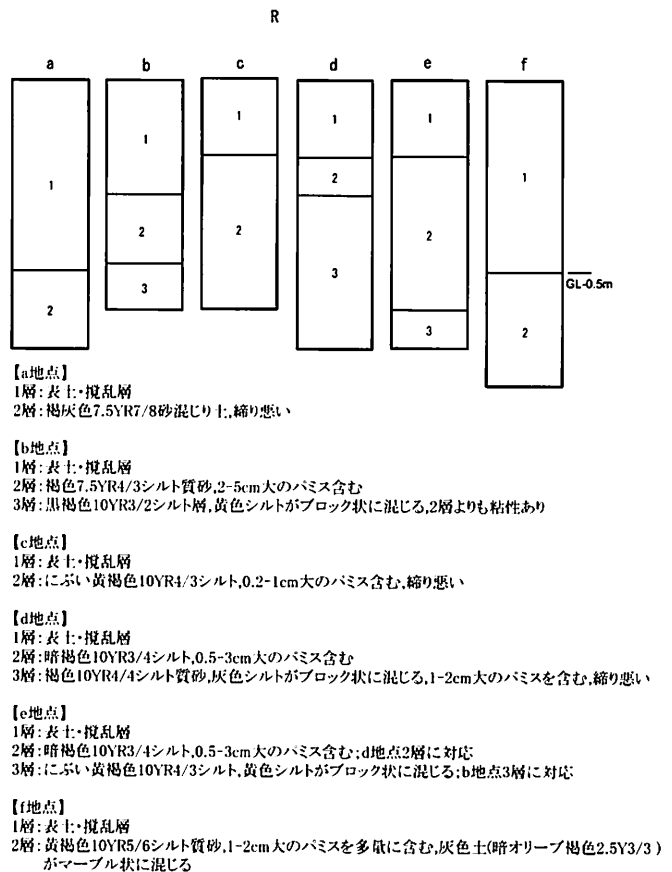 R
a b c d e f
1
2
1
2
3
1
2
1
2
3
1
2
3
1
2
GL-0.5m
【a地点】
1層:表土・撹乱層
2層:褐灰色7.5YR7/8砂混じり土,締り悪い
【b地点】
1層:表土・撹乱層
2層:褐色7.5YR4/3シルト質砂,2-5cm大のパミス含む
3層:黒褐色10YR3/2シルト層,黄色シルトがブロック状に混じる,2層よりも粘性あり
【c地点】
1層:表土・撹乱層
2層:にぶい黄褐色10YR4/3シルト,0.2-1cm大のパミス含む,締り悪い
【d地点】
1層:表土・撹乱層
2層:暗褐色10YR3/4シルト,0.5-3cm大のパミス含む
3層:褐色10YR4/4シルト質砂,灰色シルトがブロック状に混じる,1-2cm大のパミスを含む,締り悪い
【e地点】
1層:表土・撹乱層
2層:暗褐色10YR3/4シルト,0.5-3cm大のパミス含む;d地点2層に対応
3層:にぶい黄褐色10YR4/3シルト,黄色シルトがブロック状に混じる;b地点3層に対応
【f地点】
1層:表土・撹乱層
2層:黄褐色10YR5/6シルト質砂,1-2cm大のパミスを多量に含む,灰色土(暗オリーブ褐色2.5Y3/3)
がマーブル状に混じる